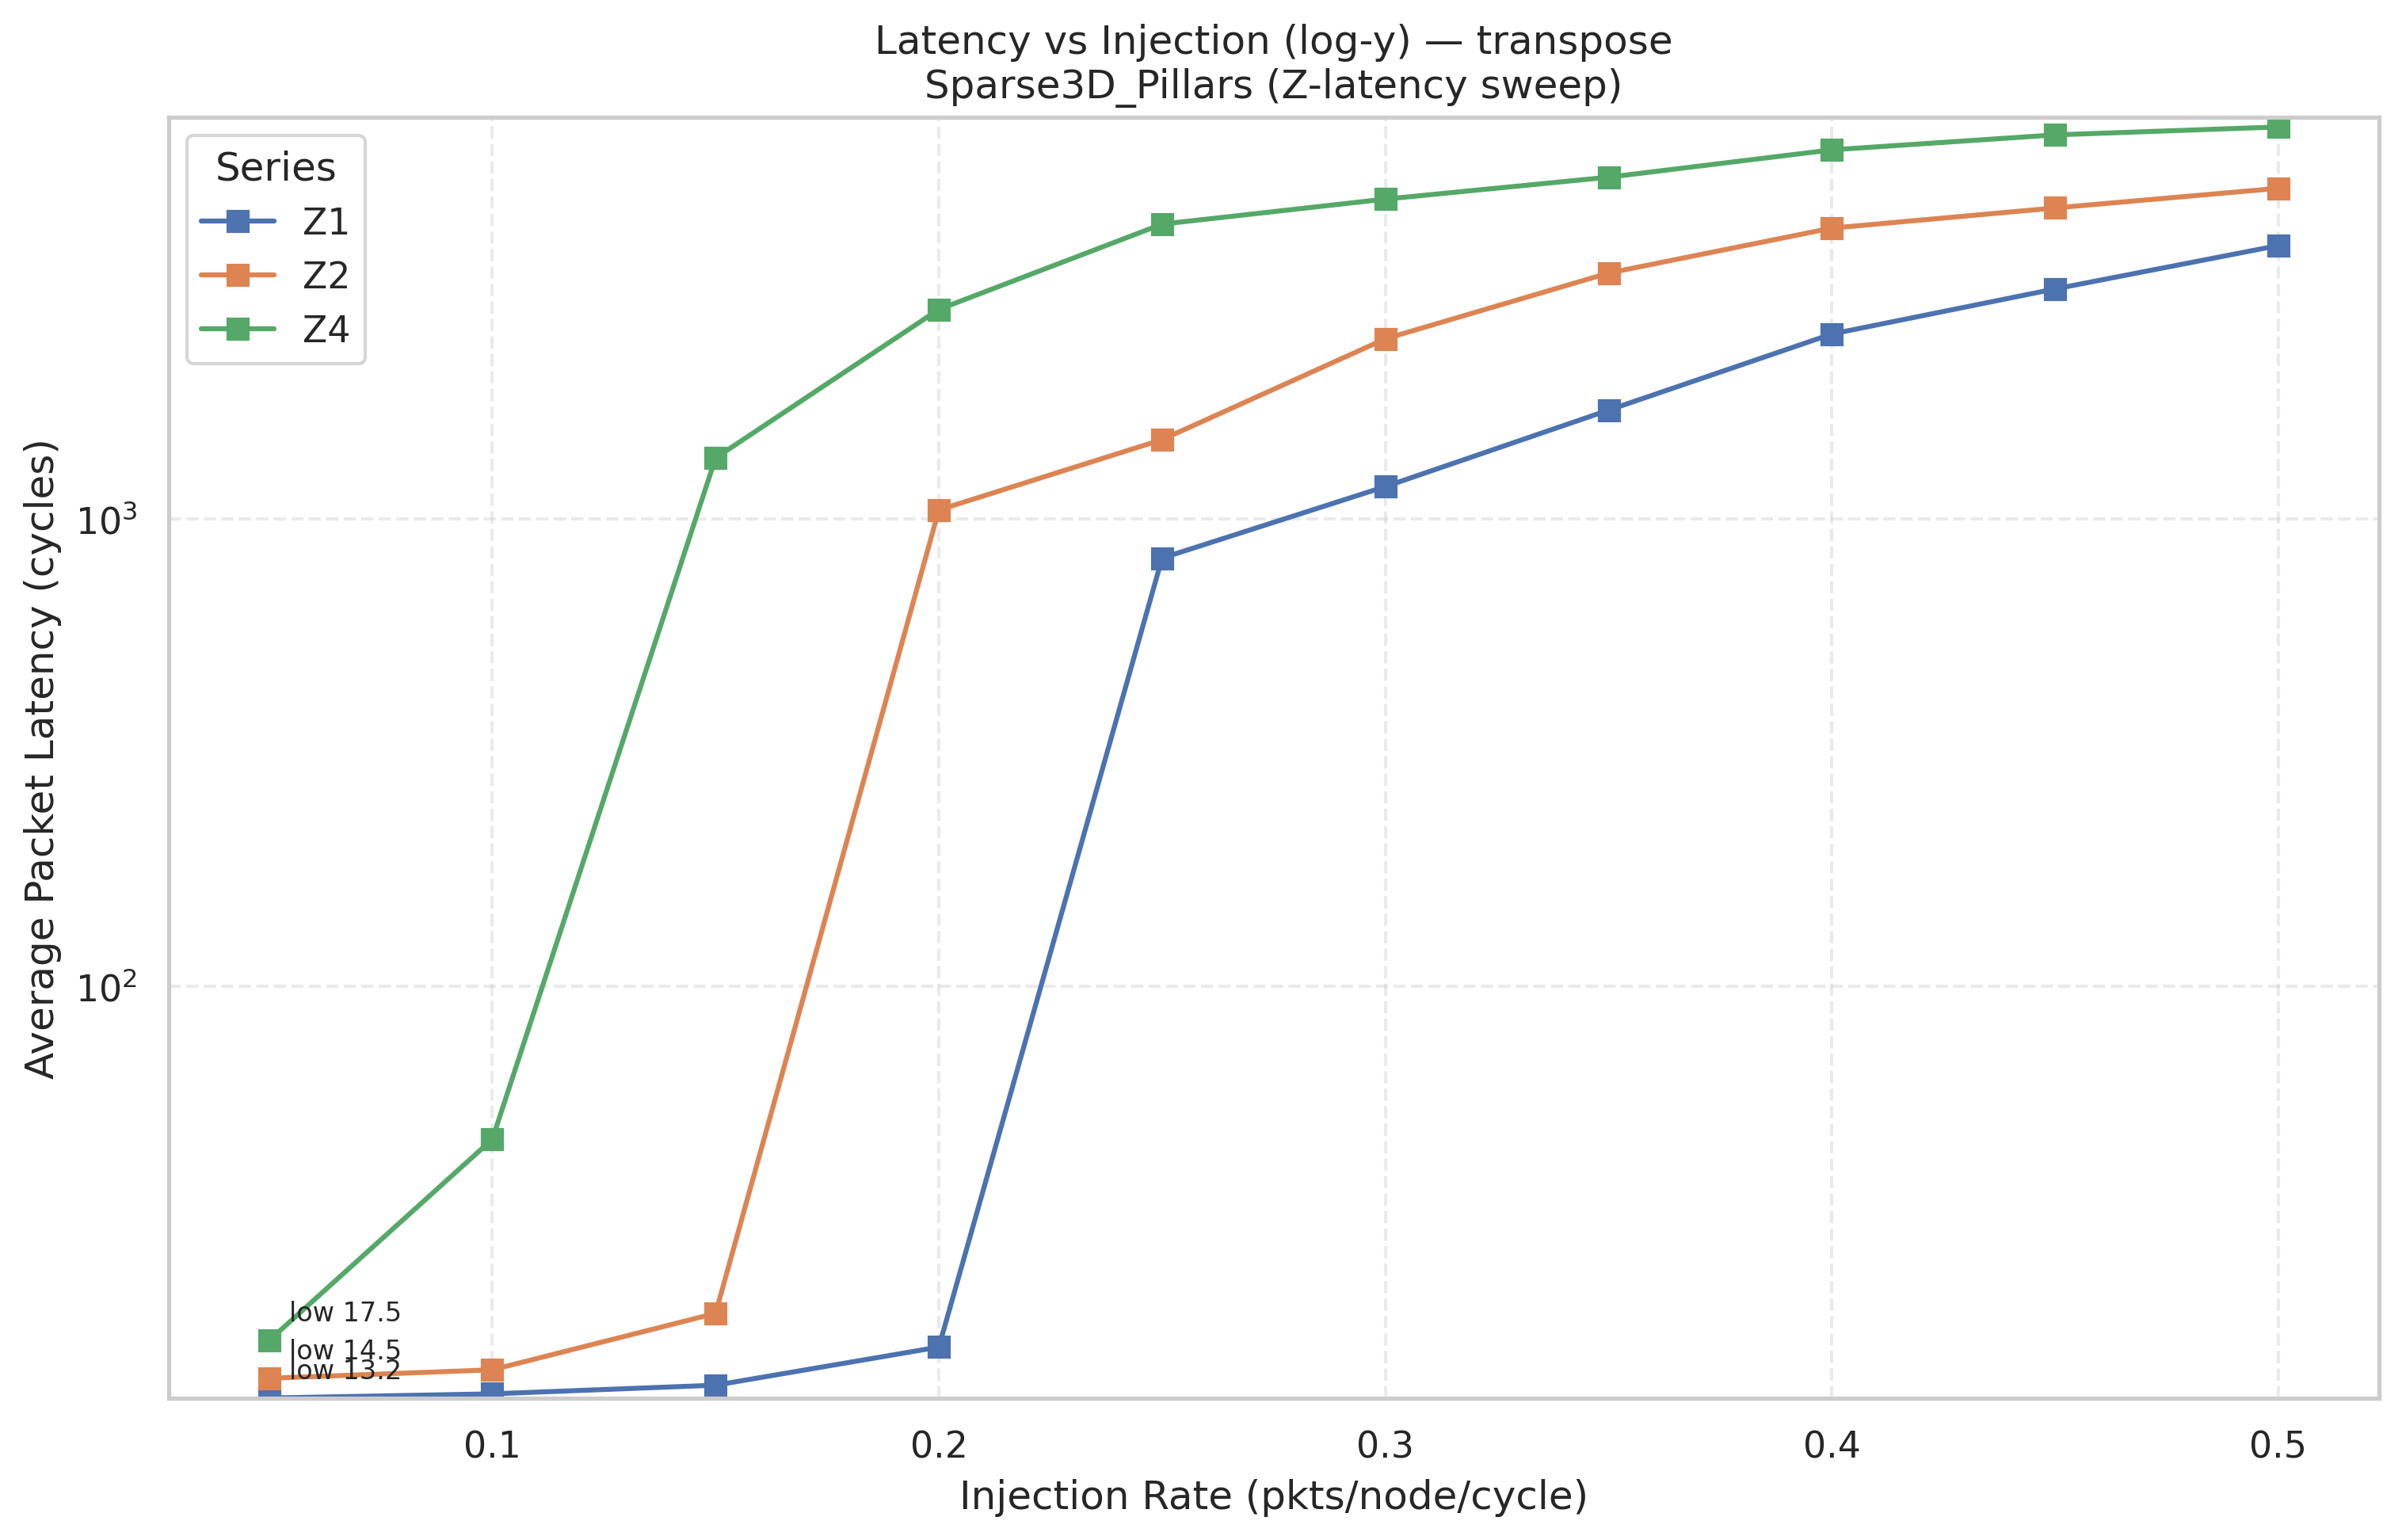 Latency vs Injection (log-y) — transpose
Sparse3D_Pillars (Z-latency sweep)
Series
Z1
Z2
Z4
Average Packet Latency (cycles)
10³
10²
low 17.5
low 14.5
low 13.2
0.1 0.2 0.3 0.4 0.5
Injection Rate (pkts/node/cycle)